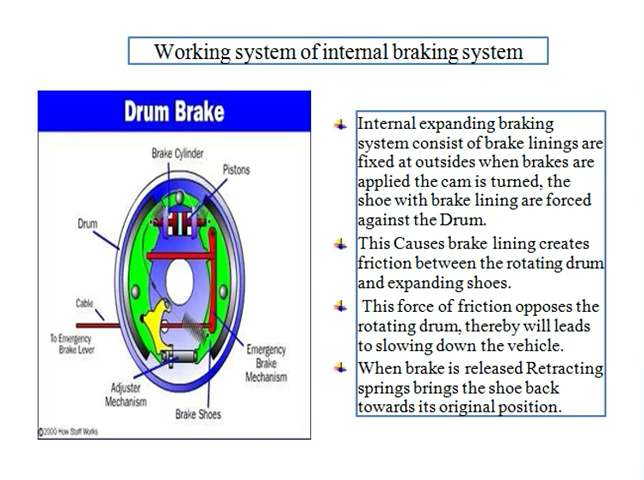 Working system of internal braking system
Drum Brake
Brake Cylinder
Pistons
Drum
Cable
To Emergency
Brake Lever
Emergency
Brake
Mechanism
Adjuster
Mechanism
Brake Shoes
©2000 How Stuff Works
Internal expanding braking
system consist of brake linings are
fixed at outsides when brakes are
applied the cam is turned, the
shoe with brake lining are forced
against the Drum.
This Causes brake lining creates
friction between the rotating drum
and expanding shoes.
This force of friction opposes the
rotating drum, thereby will leads
to slowing down the vehicle.
When brake is released Retracting
springs brings the shoe back
towards its original position.